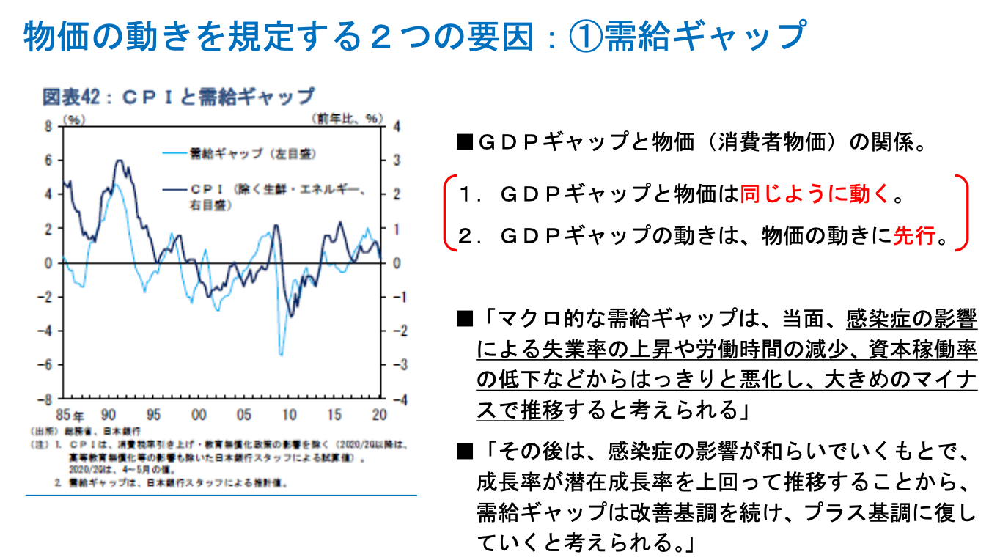 物価の動きを規定する２つの要因：①需給ギャップ
図表42：ＣＰＩと需給ギャップ
（％）
（前年比、％）
8
6
4
2
0
-2
-4
-6
-8
4
3
2
1
0
-1
-2
-3
-4
需給ギャップ（左目盛）
ＣＰＩ（除く生鮮・エネルギー、
右目盛）
85年 90 95 00 05 10 15 20
（出所）総務省、日本銀行
（注）1. ＣＰＩは、消費税率引き上げ・教育無償化政策の影響を除く（2020/2Q以降は、
高等教育無償化等の影響も除いた日本銀行スタッフによる試算値）。
2020/2Qは、4～5月の値。
2. 需給ギャップは、日本銀行スタッフによる推計値。
■ＧＤＰギャップと物価（消費者物価）の関係。
１．ＧＤＰギャップと物価は同じように動く。
２．ＧＤＰギャップの動きは、物価の動きに先行。
■「マクロ的な需給ギャップは、当面、感染症の影響
による失業率の上昇や労働時間の減少、資本稼働率
の低下などからはっきりと悪化し、大きめのマイナ
スで推移すると考えられる」
■「その後は、感染症の影響が和らいでいくもとで、
成長率が潜在成長率を上回って推移することから、
需給ギャップは改善基調を続け、プラス基調に復し
ていくと考えられる。」